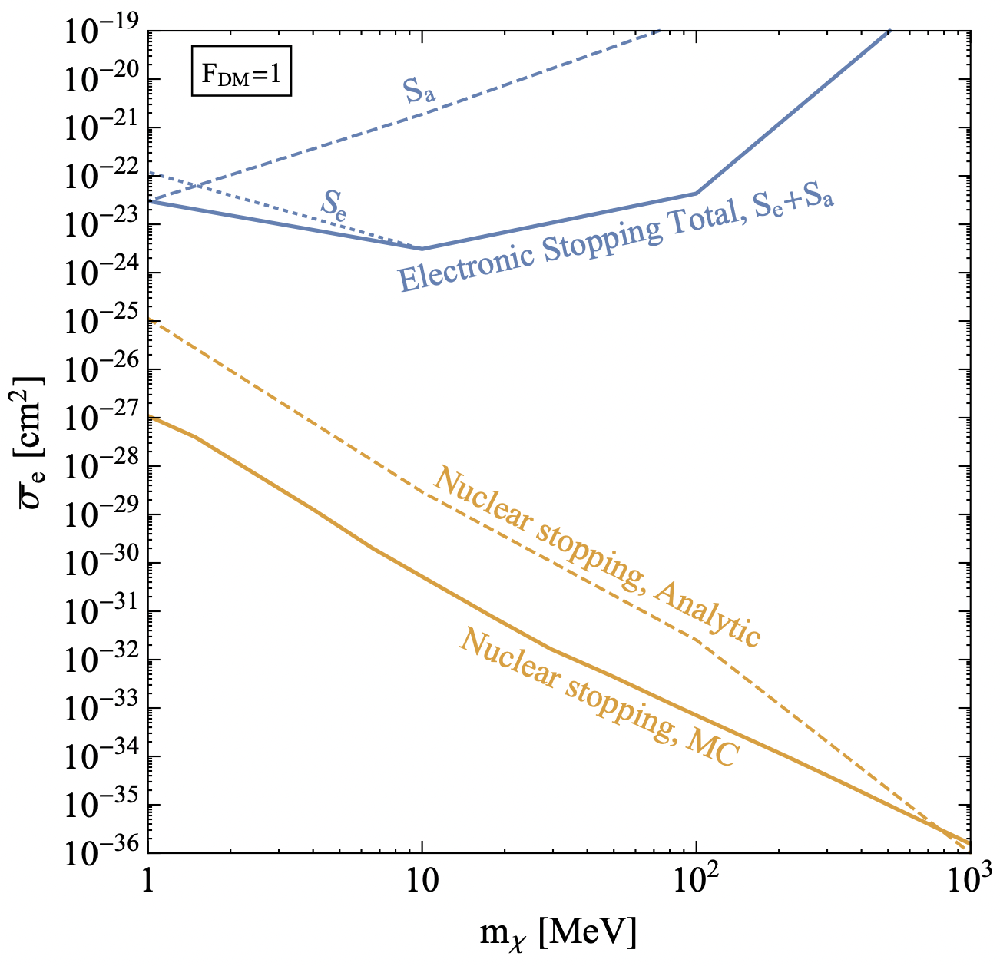 F_DM=1
S_a
S_e
Electronic Stopping Total, S_e+S_a
Nuclear stopping, Analytic
Nuclear stopping, MC
10^−19
10^−20
10^−21
10^−22
10^−23
10^−24
10^−25
10^−26
10^−27
10^−28
10^−29
10^−30
10^−31
10^−32
10^−33
10^−34
10^−35
10^−36
σ̅_e [cm^2]
1 10 10^2 10^3
m_χ [MeV]